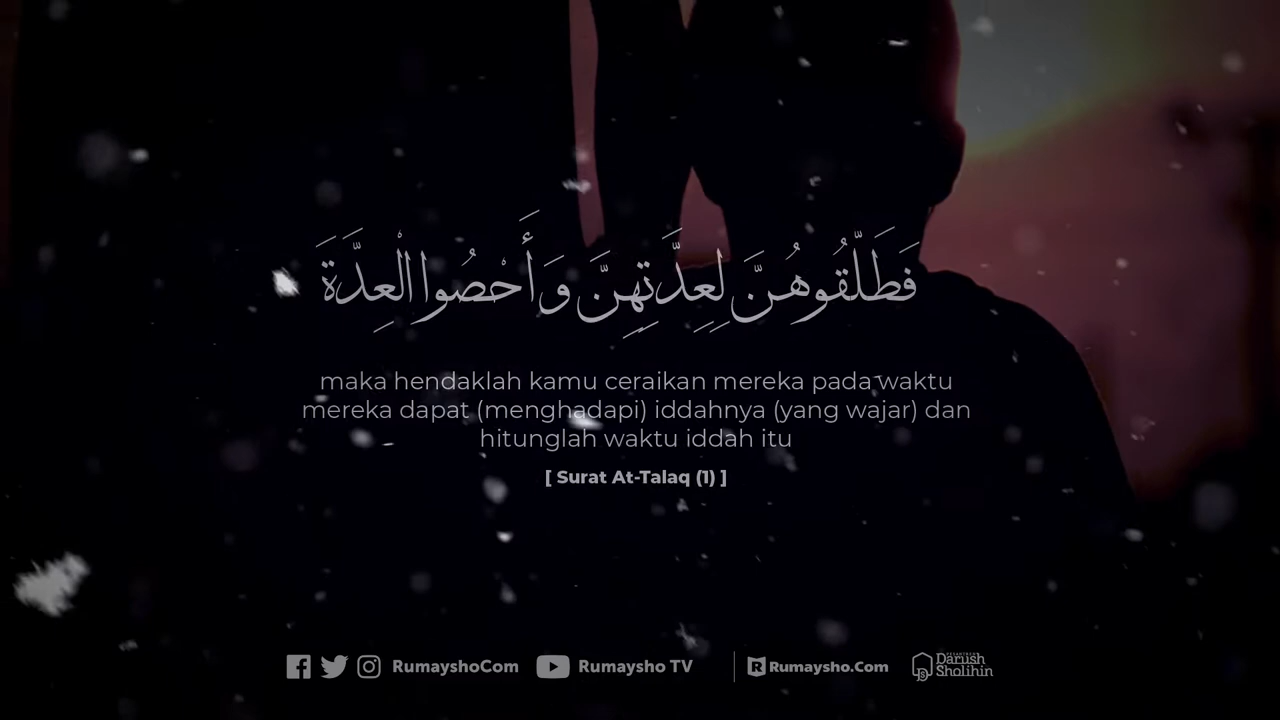 فَطَلِّقُوهُنَّ لِعِدَّتِهِنَّ وَأَحْصُوا الْعِدَّةَ
maka hendaklah kamu ceraikan mereka pada waktu
mereka dapat (menghadapi) iddahnya (yang wajar) dan
hitunglah waktu iddah itu
[ Surat At-Talaq (1) ]
RumayshoCom Rumaysho TV Rumaysho.Com
PESANTREN
Darush
Sholihin